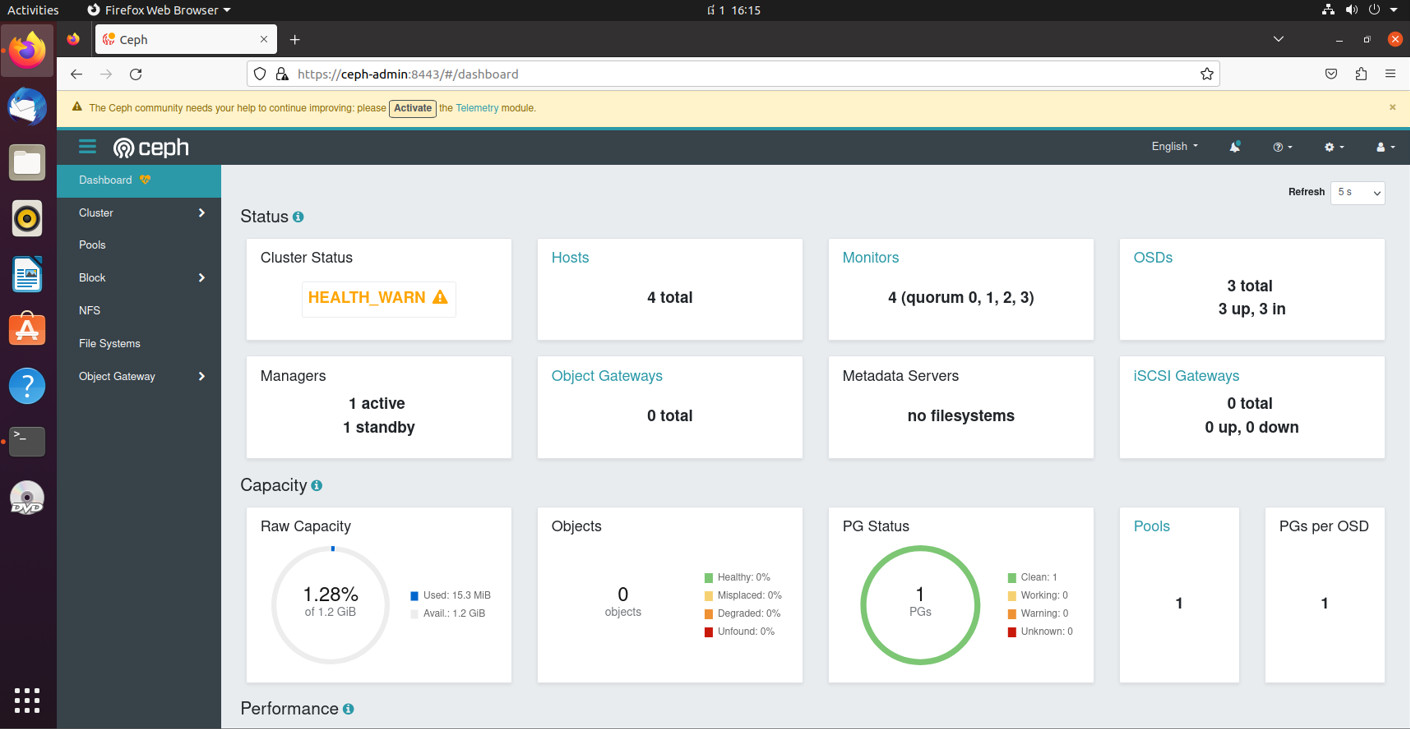 Activities Firefox Web Browser มี 1 16:15
Ceph
https://ceph-admin:8443/#/dashboard
The Ceph community needs your help to continue improving: please Activate the Telemetry module.
ceph English
Dashboard
Cluster
Pools
Block
NFS
File Systems
Object Gateway
Refresh 5 s
Status
Cluster Status
HEALTH_WARN
Hosts
4 total
Monitors
4 (quorum 0, 1, 2, 3)
OSDs
3 total
3 up, 3 in
Managers
1 active
1 standby
Object Gateways
0 total
Metadata Servers
no filesystems
iSCSI Gateways
0 total
0 up, 0 down
Capacity
Raw Capacity
1.28%
of 1.2 GiB
Used: 15.3 MiB
Avail.: 1.2 GiB
Objects
0
objects
Healthy: 0%
Misplaced: 0%
Degraded: 0%
Unfound: 0%
PG Status
1
PGs
Clean: 1
Working: 0
Warning: 0
Unknown: 0
Pools
1
PGs per OSD
1
Performance
DVD